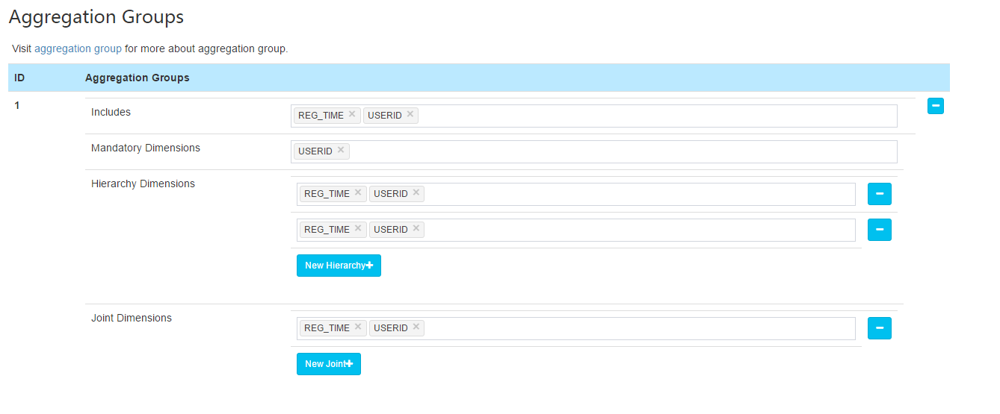 Aggregation Groups
Visit aggregation group for more about aggregation group.
ID Aggregation Groups
1
Includes REG_TIME × USERID ×
Mandatory Dimensions USERID ×
Hierarchy Dimensions
REG_TIME × USERID ×
REG_TIME × USERID ×
New Hierarchy+
Joint Dimensions
REG_TIME × USERID ×
New Joint+